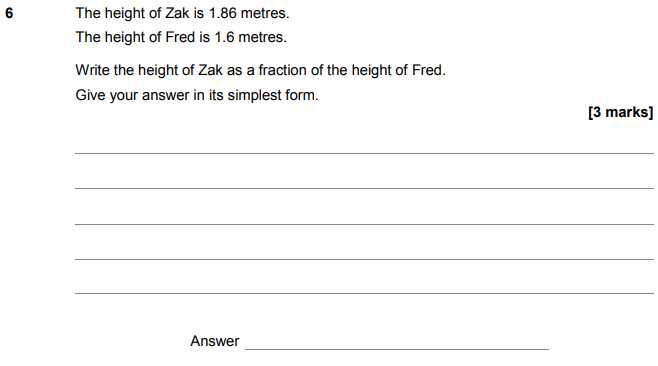 6 The height of Zak is 1.86 metres.
The height of Fred is 1.6 metres.
Write the height of Zak as a fraction of the height of Fred.
Give your answer in its simplest form.
[3 marks]
Answer